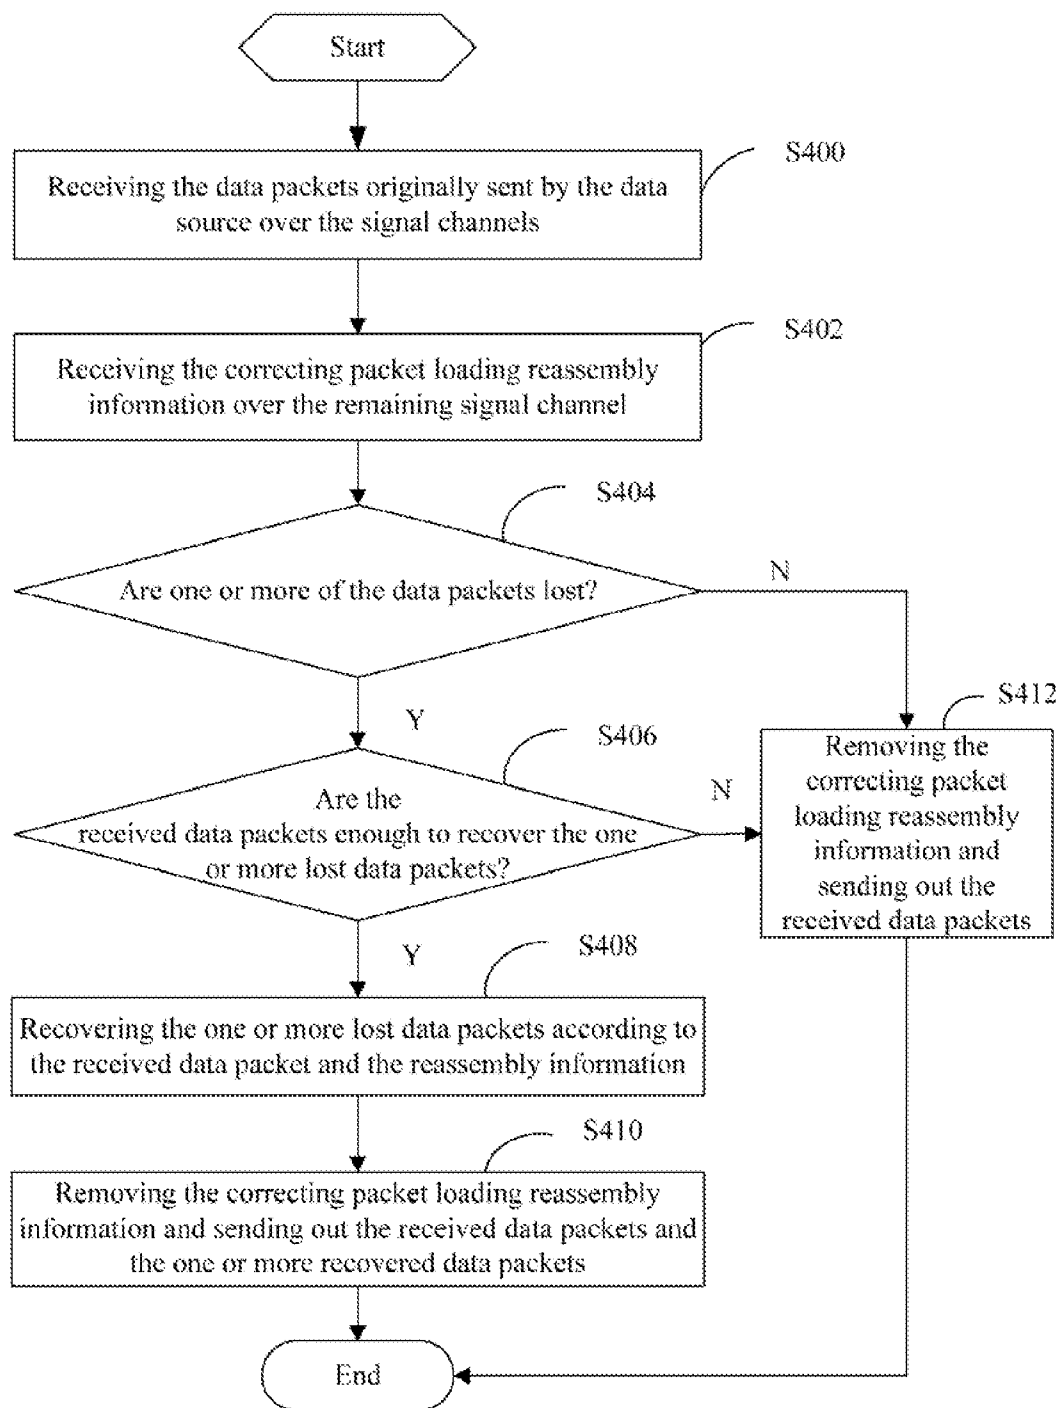 Start
S400
Receiving the data packets originally sent by the data
source over the signal channels
S402
Receiving the correcting packet loading reassembly
information over the remaining signal channel
S404
Are one or more of the data packets lost?
N
Y
S412
Removing the
correcting packet
loading reassembly
information and
sending out the
received data packets
S406
Are the
received data packets enough to recover the one
or more lost data packets?
N
Y
S408
Recovering the one or more lost data packets according to
the received data packet and the reassembly information
S410
Removing the correcting packet loading reassembly
information and sending out the received data packets and
the one or more recovered data packets
End